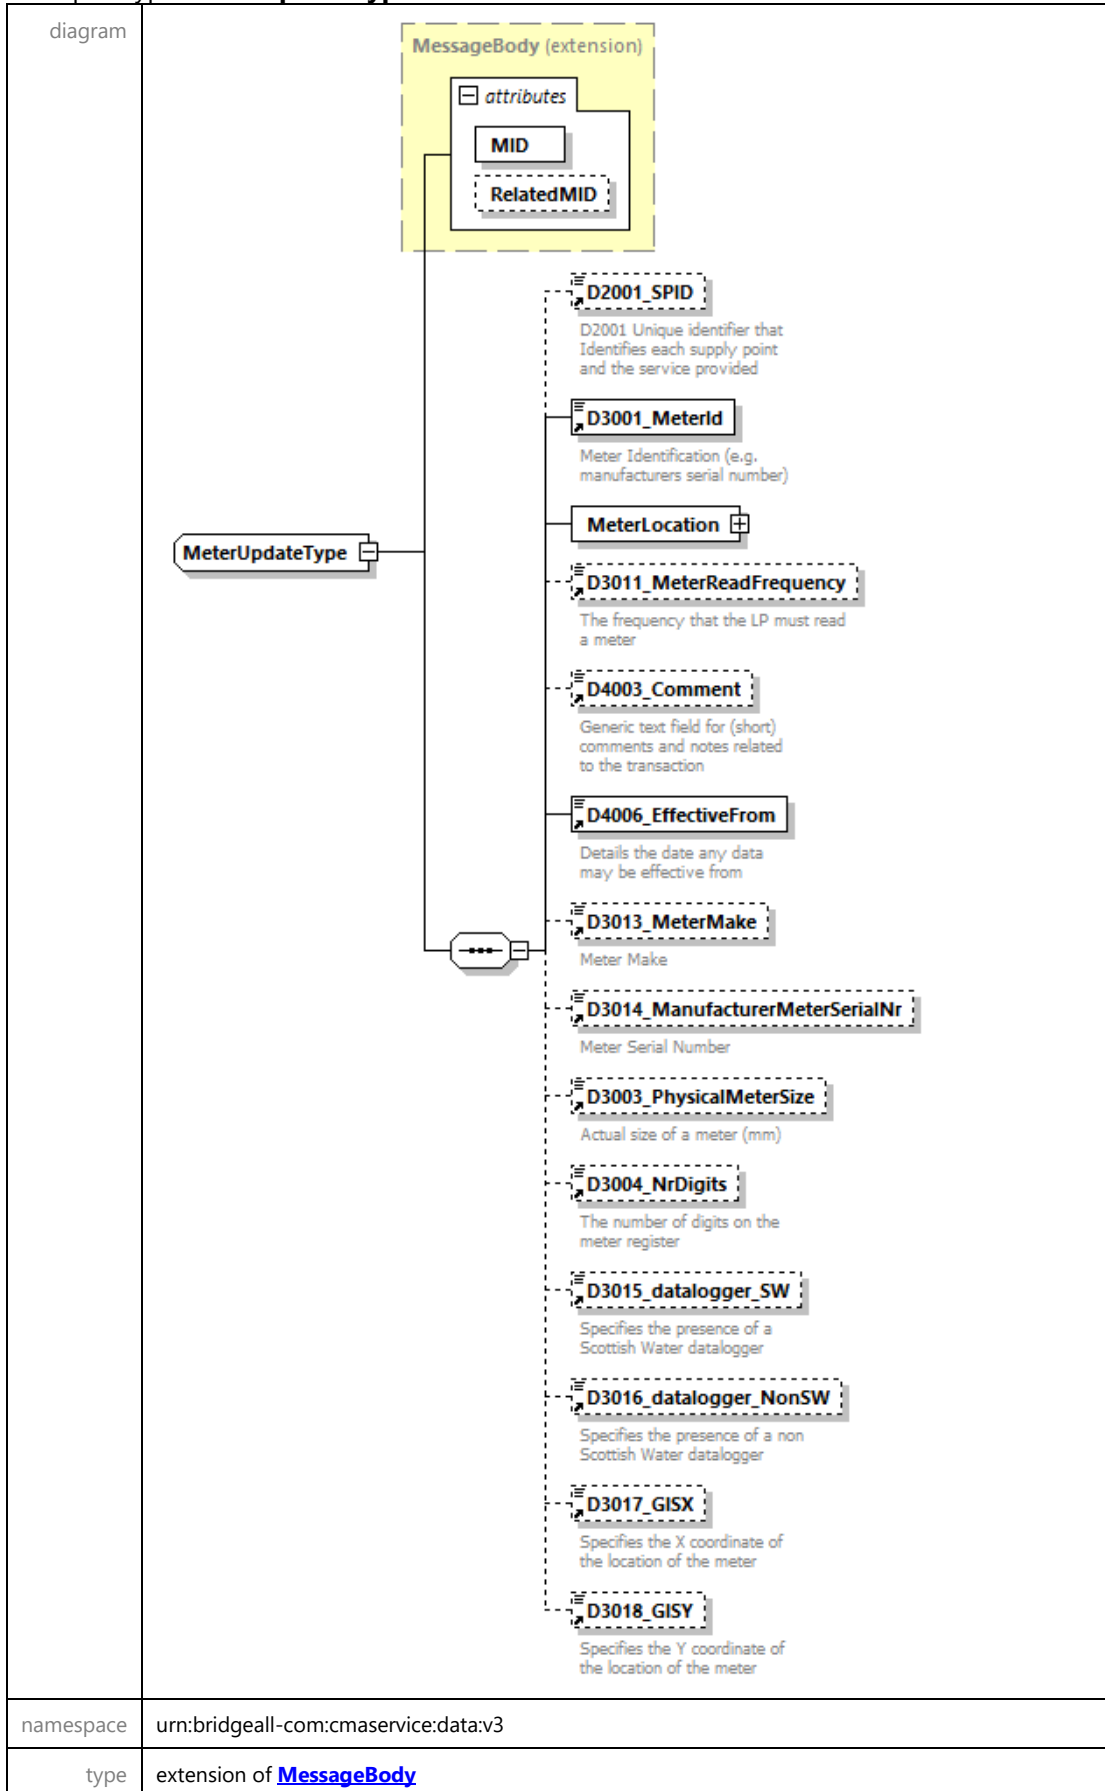 diagram
MessageBody (extension)
attributes
MID
RelatedMID
D2001_SPID
D2001 Unique identifier that
Identifies each supply point
and the service provided
D3001_MeterId
Meter Identification (e.g.
manufacturers serial number)
MeterLocation
MeterUpdateType
D3011_MeterReadFrequency
The frequency that the LP must read
a meter
D4003_Comment
Generic text field for (short)
comments and notes related
to the transaction
D4006_EffectiveFrom
Details the date any data
may be effective from
D3013_MeterMake
Meter Make
D3014_ManufacturerMeterSerialNr
Meter Serial Number
D3003_PhysicalMeterSize
Actual size of a meter (mm)
D3004_NrDigits
The number of digits on the
meter register
D3015_datalogger_SW
Specifies the presence of a
Scottish Water datalogger
D3016_datalogger_NonSW
Specifies the presence of a non
Scottish Water datalogger
D3017_GISX
Specifies the X coordinate of
the location of the meter
D3018_GISY
Specifies the Y coordinate of
the location of the meter
namespace urn:bridgeall-com:cmaservice:data:v3
type extension of MessageBody